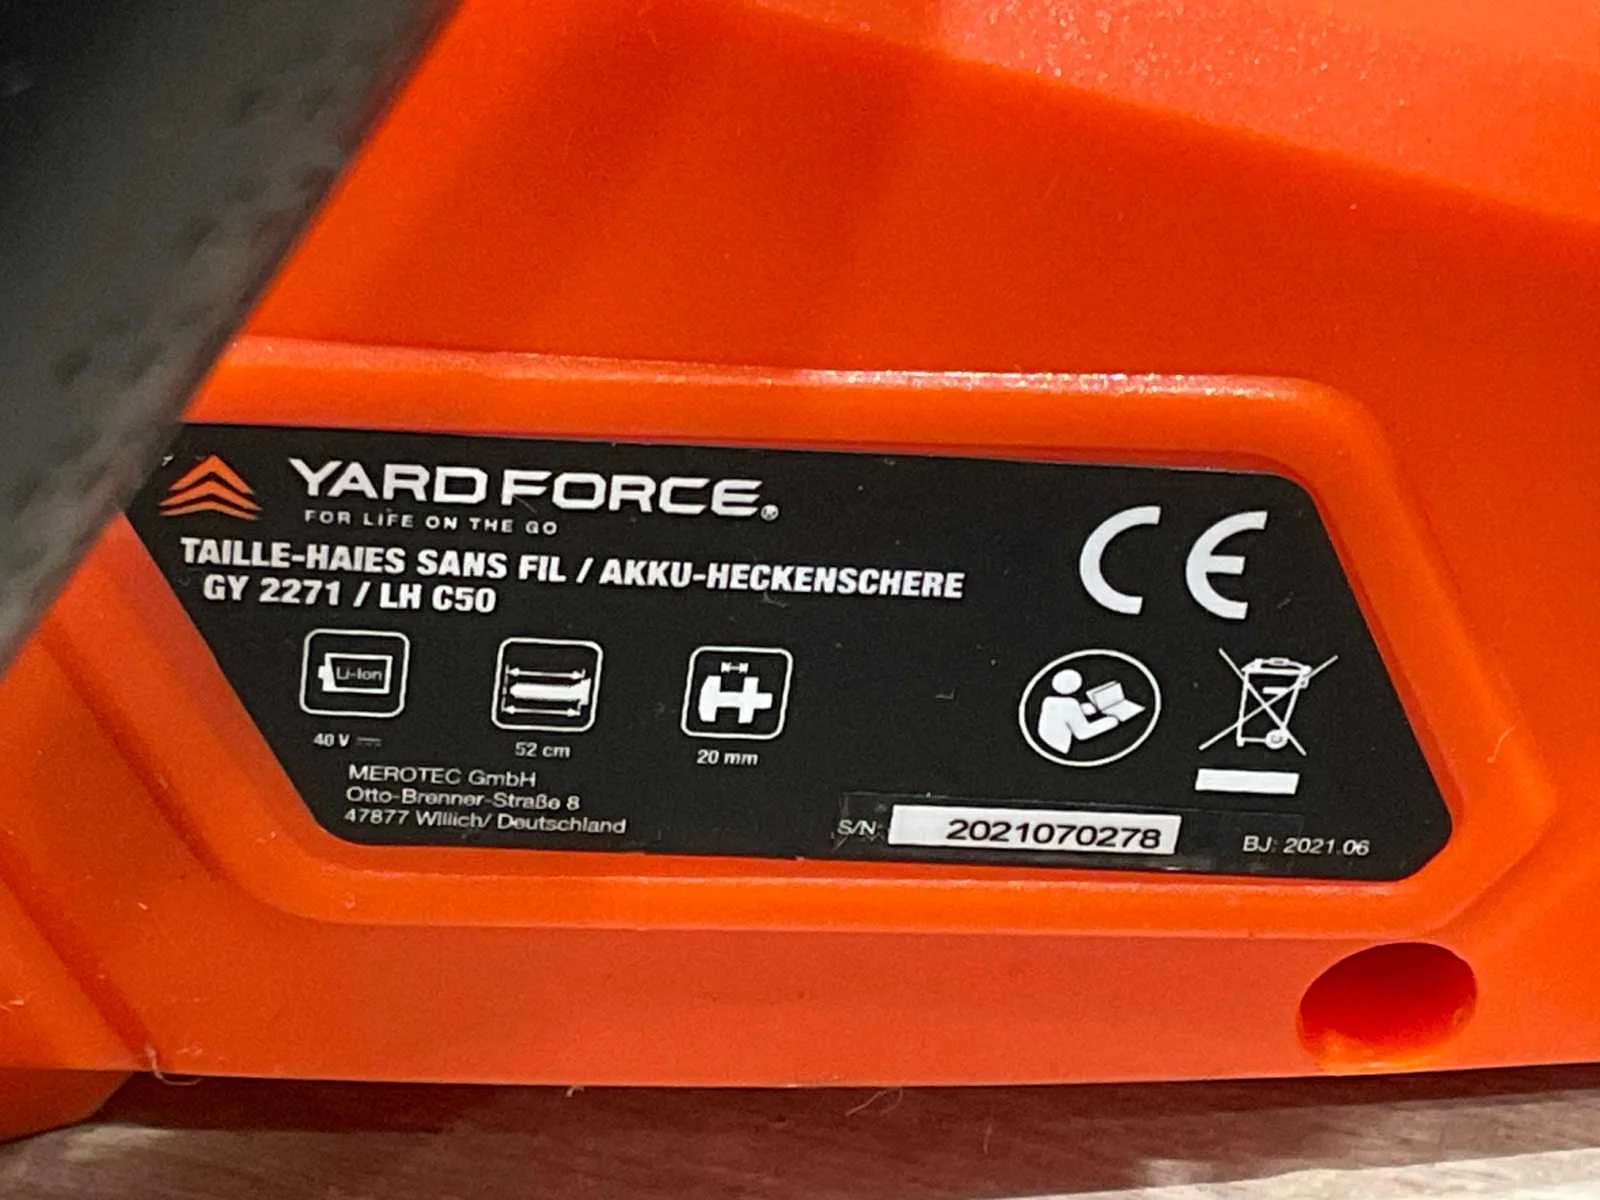 YARD FORCE®
FOR LIFE ON THE GO
TAILLE-HAIES SANS FIL / AKKU-HECKENSCHERE
GY 2271 / LH C50
CE
Li-Ion
40 V
52 cm
20 mm
MEROTEC GmbH
Otto-Brenner-Straße 8
47877 Willich/ Deutschland
S/N: 2021070278
BJ: 2021.06